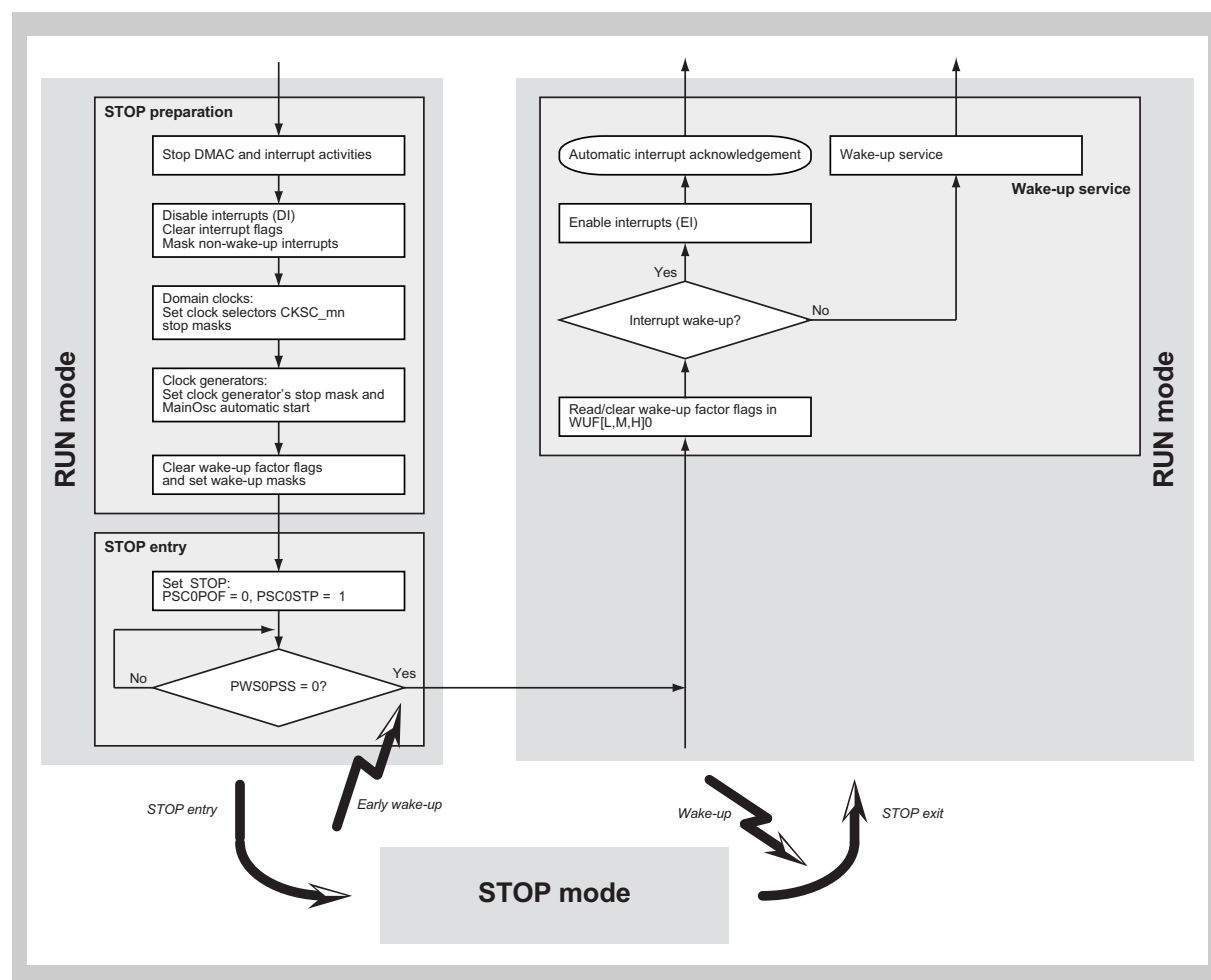 RUN mode
STOP preparation
Stop DMAC and interrupt activities
Disable interrupts (DI)
Clear interrupt flags
Mask non-wake-up interrupts
Domain clocks:
Set clock selectors CKSC_mn
stop masks
Clock generators:
Set clock generator's stop mask and
MainOsc automatic start
Clear wake-up factor flags
and set wake-up masks
STOP entry
Set STOP:
PSC0POF = 0, PSC0STP = 1
PWS0PSS = 0?
No
Yes
Automatic interrupt acknowledgement
Wake-up service
Wake-up service
Enable interrupts (EI)
Yes
Interrupt wake-up?
No
Read/clear wake-up factor flags in
WUF[L,M,H]0
RUN mode
STOP entry
Early wake-up
Wake-up
STOP exit
STOP mode